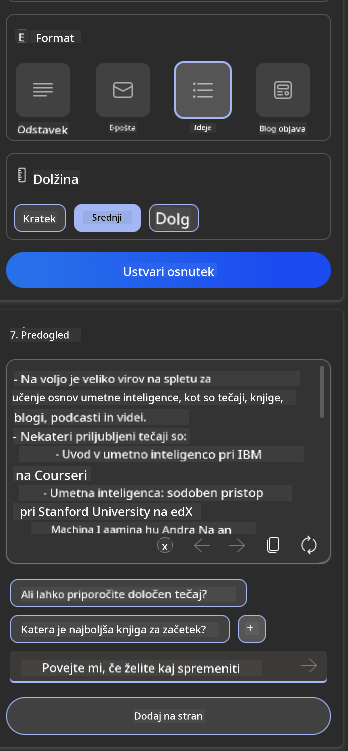 Format
Odstavek
E-pošta
Ideje
Blog objava
Dolžina
Kratek
Srednji
Dolg
Ustvari osnutek
7. Predogled
- Na voljo je veliko virov na spletu za
učenje osnov umetne inteligence, kot so tečaji, knjige,
blogi, podcasti in videi.
- Nekateri priljubljeni tečaji so:
- Uvod v umetno inteligenco pri IBM
na Courseri
- Umetna inteligenca: sodoben pristop
pri Stanford University na edX
Ali lahko priporočite določen tečaj?
Katera je najboljša knjiga za začetek?
+
Povejte mi, če želite kaj spremeniti
Dodaj na stran